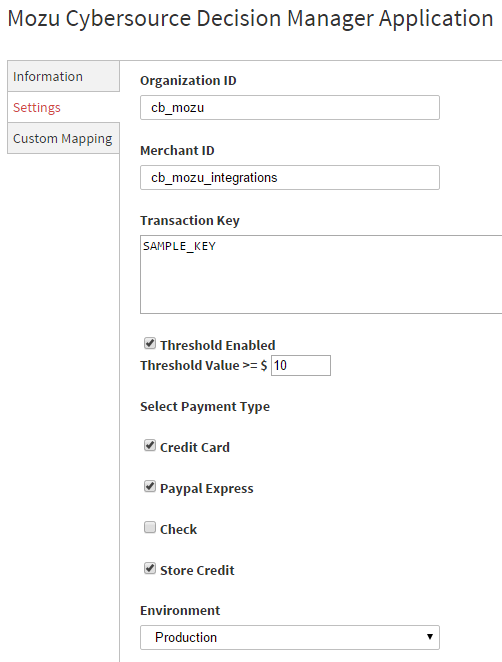 Mozu Cybersource Decision Manager Application
Information
Settings
Custom Mapping
Organization ID
cb_mozu
Merchant ID
cb_mozu_integrations
Transaction Key
SAMPLE_KEY
Threshold Enabled
Threshold Value >= $ 10
Select Payment Type
Credit Card
Paypal Express
Check
Store Credit
Environment
Production